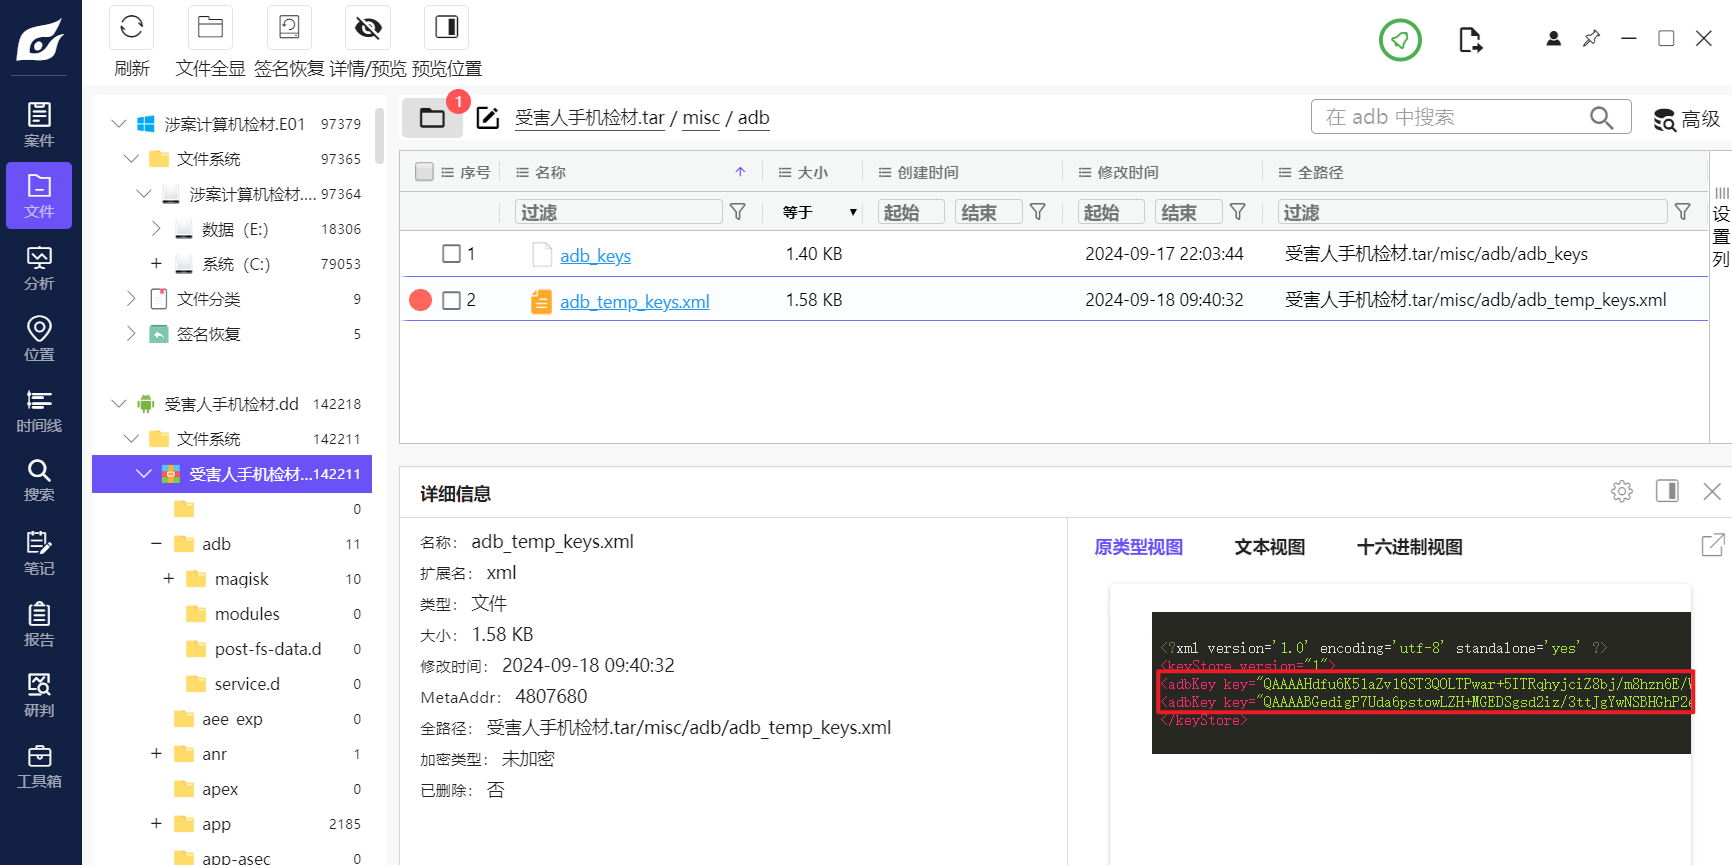 刷新
文件全显
签名恢复
详情/预览
预览位置
案件
文件
分析
位置
时间线
搜索
笔记
报告
研判
工具箱
涉案计算机检材.E01 97379
文件系统 97365
涉案计算机检材.... 97364
数据（E:） 18306
系统（C:） 79053
文件分类 9
签名恢复 5
受害人手机检材.dd 142218
文件系统 142211
受害人手机检材...142211
0
adb 11
magisk 10
modules 0
post-fs-data.d 0
service.d 0
aee_exp 0
anr 1
apex 0
app 2185
app-asec 0
1
受害人手机检材.tar / misc / adb
在 adb 中搜索
高级
序号 名称 大小 创建时间 修改时间 全路径
过滤 等于 起始 结束 起始 结束 过滤
1 adb_keys 1.40 KB 2024-09-17 22:03:44 受害人手机检材.tar/misc/adb/adb_keys
2 adb_temp_keys.xml 1.58 KB 2024-09-18 09:40:32 受害人手机检材.tar/misc/adb/adb_temp_keys.xml
设置列
详细信息
名称： adb_temp_keys.xml
扩展名： xml
类型： 文件
大小： 1.58 KB
修改时间： 2024-09-18 09:40:32
MetaAddr： 4807680
全路径： 受害人手机检材.tar/misc/adb/adb_temp_keys.xml
加密类型： 未加密
已删除： 否
原类型视图 文本视图 十六进制视图
<?xml version='1.0' encoding='utf-8' standalone='yes' ?>
<keyStore version="1">
<adbKey key="QAAAAHdfu6K51aZv16ST3QOLTPwar+5ITRqhyjciZ8bj/m8hzn6E/
<adbKey key="QAAAABGedigP7Uda6pstowLZH+MGEDSgsd2iz/3ttJgYwNSBHGhP2
</keyStore>